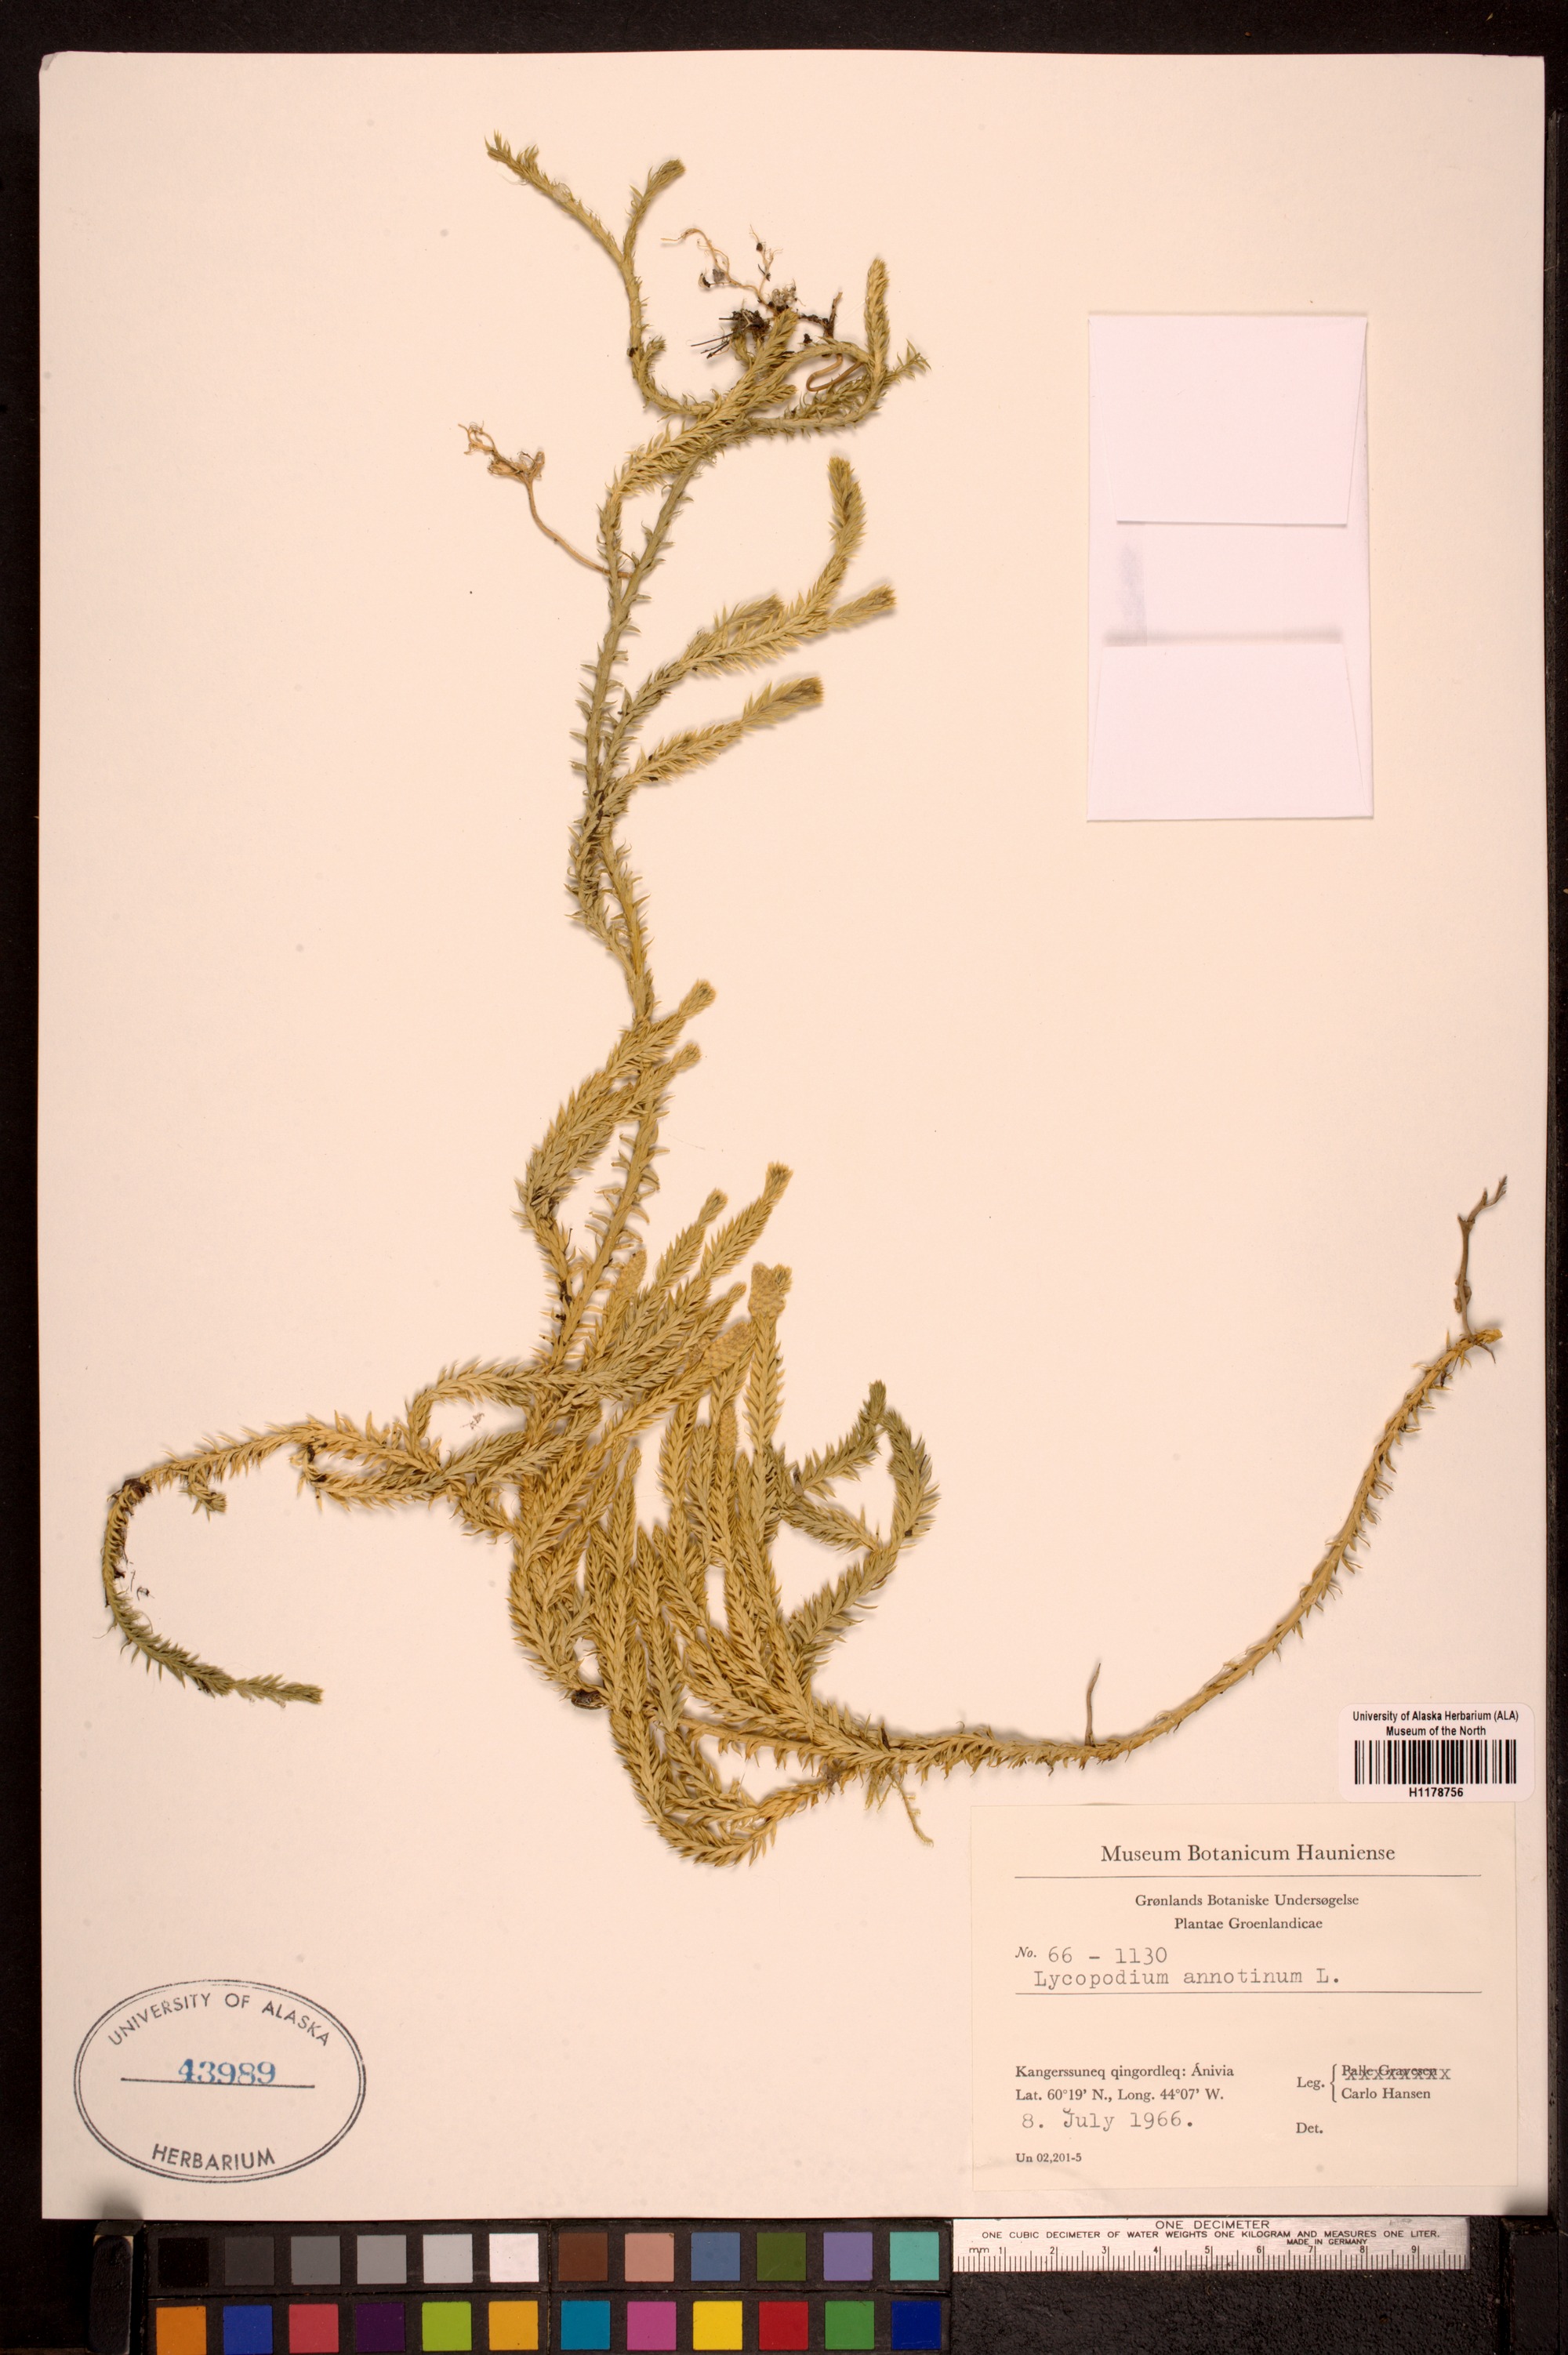 University of Alaska Herbarium (ALA)
Museum of the North
H1178756
Museum Botanicum Hauniense
Grønlands Botaniske Undersøgelse
Plantae Groenlandicae
No. 66 - 1130
Lycopodium annotinum L.
Kangerssuneq qingordleq: Ánivia
Lat. 60°19' N., Long. 44°07' W.
8. July 1966.
Un 02,201-5
Leg. { Palle Gravesen
Carlo Hansen
Det.
UNIVERSITY OF ALASKA
43989
HERBARIUM
ONE DECIMETER
ONE CUBIC DECIMETER OF WATER WEIGHTS ONE KILOGRAM AND MEASURES ONE LITER.
MADE IN GERMANY
mm 1 2 3 4 5 6 7 8 9